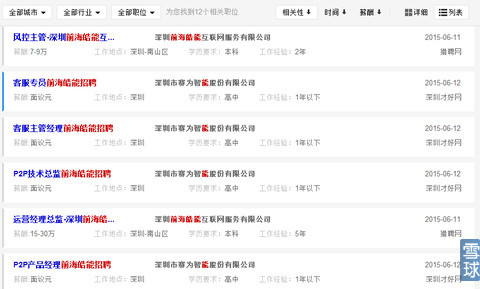 全部城市 全部行业 全部职位 为您找到12个相关职位 相关性 时间 薪酬 详细 列表
风控主管-深圳前海皓能互... 深圳前海皓能互联网服务有限公司 2015-06-11
薪酬:7-9万 工作地点：深圳-南山区 学历要求：本科 工作经验：2年 猎聘网
客服专员前海皓能招聘 深圳市赛为智能股份有限公司 2015-06-12
薪酬:面议元 工作地点：深圳 学历要求：高中 工作经验：1年以下 深圳才好网
客服主管经理前海皓能招聘 深圳市赛为智能股份有限公司 2015-06-12
薪酬:面议元 工作地点：深圳 学历要求：高中 工作经验：1年以下 深圳才好网
P2P技术总监前海皓能招聘 深圳市赛为智能股份有限公司 2015-06-12
薪酬:面议元 工作地点：深圳 学历要求：高中 工作经验：1年以下 深圳才好网
运营经理总监-深圳前海皓... 深圳前海皓能互联网服务有限公司 2015-06-11
薪酬:15-30万 工作地点：深圳-南山区 学历要求：本科 工作经验：5年 猎聘网
P2P产品经理前海皓能招聘 深圳市赛为智能股份有限公司 2015-06-12
薪酬:面议元 工作地点：深圳 学历要求：高中 工作经验：1年以下 深圳才好网
雪球